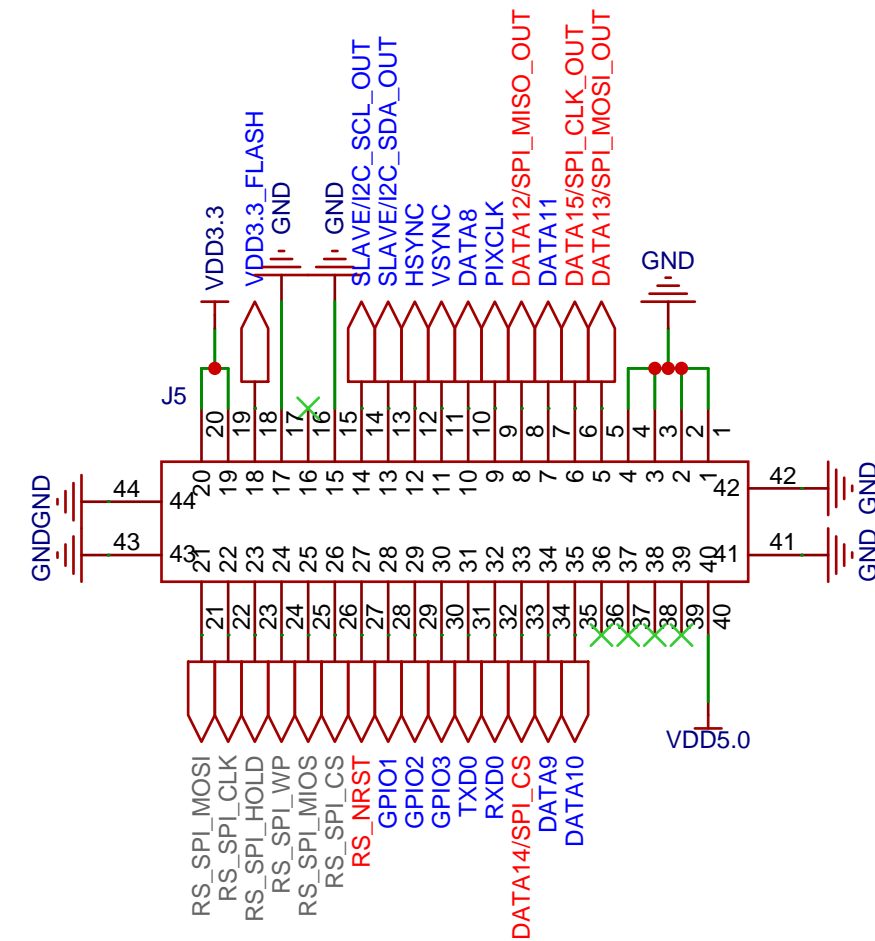 VDD3.3
VDD3.3_FLASH
GND
GND
SLAVE/I2C_SCL_OUT
SLAVE/I2C_SDA_OUT
HSYNC
VSYNC
DATA8
PIXCLK
DATA12/SPI_MISO_OUT
DATA11
DATA15/SPI_CLK_OUT
DATA13/SPI_MOSI_OUT
GND
J5
20 19 18 17 16 15 14 13 12 11 10 9 8 7 6 5 4 3 2 1
20 19 18 17 16 15 14 13 12 11 10 9 8 7 6 5 4 3 2 1
GND 44 44 42 42 GND
GND 43 43 41 41 GND
21 22 23 24 25 26 27 28 29 30 31 32 33 34 35 36 37 38 39 40
21 22 23 24 25 26 27 28 29 30 31 32 33 34 35 36 37 38 39 40
VDD5.0
RS_SPI_MOSI
RS_SPI_CLK
RS_SPI_HOLD
RS_SPI_WP
RS_SPI_MIOS
RS_SPI_CS
RS_NRST
GPIO1
GPIO2
GPIO3
TXD0
RXD0
DATA14/SPI_CS
DATA9
DATA10